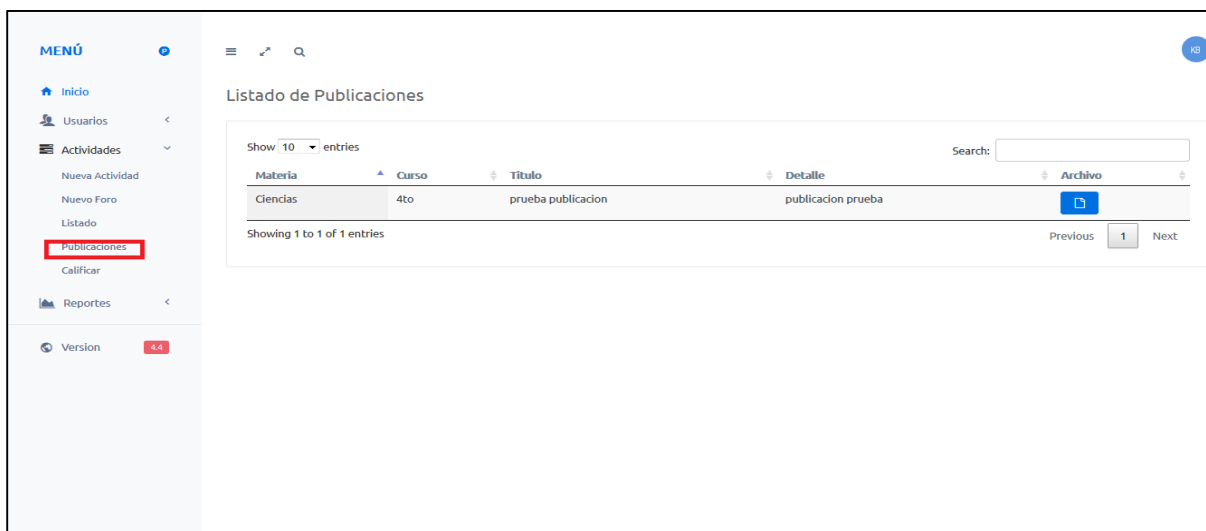 MENÚ
P
KB
Inicio
Usuarios
Actividades
Nueva Actividad
Nuevo Foro
Listado
Publicaciones
Calificar
Reportes
Version 4.4
Listado de Publicaciones
Show 10 entries
Search:
Materia Curso Titulo Detalle Archivo
Ciencias 4to prueba publicacion publicacion prueba
Showing 1 to 1 of 1 entries
Previous 1 Next